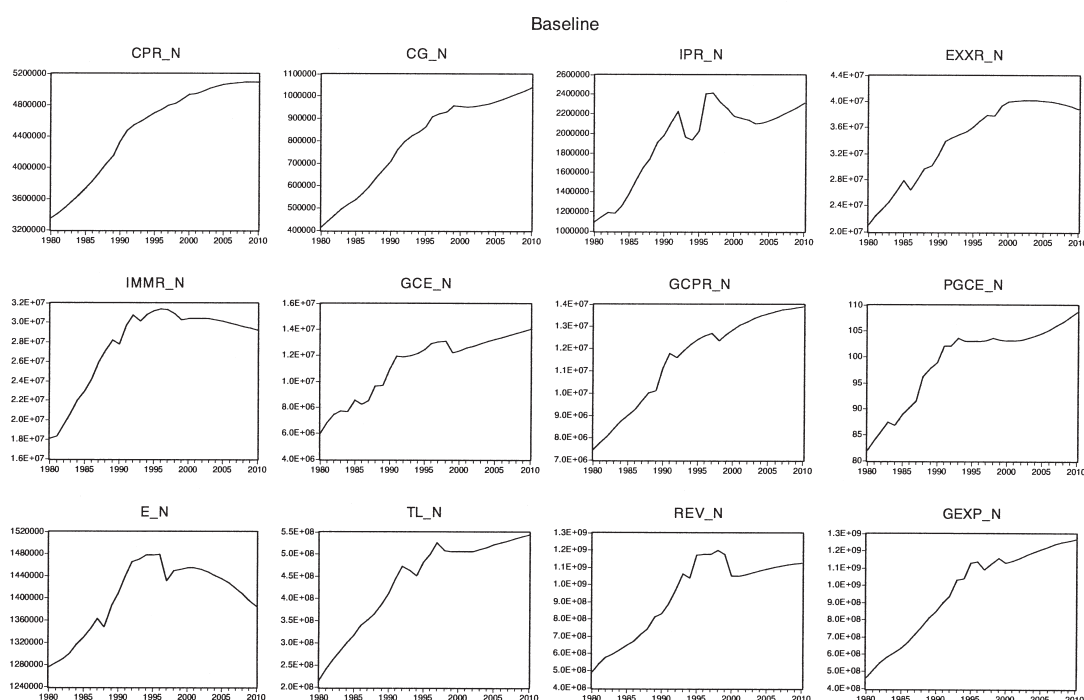 Baseline
CPR_N
5200000
4800000
4400000
4000000
3600000
3200000
1980 1985 1990 1995 2000 2005 2010
CG_N
1100000
1000000
900000
800000
700000
600000
500000
400000
1980 1985 1990 1995 2000 2005 2010
IPR_N
2600000
2400000
2200000
2000000
1800000
1600000
1400000
1200000
1000000
1980 1985 1990 1995 2000 2005 2010
EXXR_N
4.4E+07
4.0E+07
3.6E+07
3.2E+07
2.8E+07
2.4E+07
2.0E+07
1980 1985 1990 1995 2000 2005 2010
IMMR_N
3.2E+07
3.0E+07
2.8E+07
2.6E+07
2.4E+07
2.2E+07
2.0E+07
1.8E+07
1.6E+07
1980 1985 1990 1995 2000 2005 2010
GCE_N
1.6E+07
1.4E+07
1.2E+07
1.0E+07
8.0E+06
6.0E+06
4.0E+06
1980 1985 1990 1995 2000 2005 2010
GCPR_N
1.4E+07
1.3E+07
1.2E+07
1.1E+07
1.0E+07
9.0E+06
8.0E+06
7.0E+06
1980 1985 1990 1995 2000 2005 2010
PGCE_N
110
105
100
95
90
85
80
1980 1985 1990 1995 2000 2005 2010
E_N
1520000
1480000
1440000
1400000
1360000
1320000
1280000
1240000
1980 1985 1990 1995 2000 2005 2010
TL_N
5.5E+08
5.0E+08
4.5E+08
4.0E+08
3.5E+08
3.0E+08
2.5E+08
2.0E+08
1980 1985 1990 1995 2000 2005 2010
REV_N
1.3E+09
1.2E+09
1.1E+09
1.0E+09
9.0E+08
8.0E+08
7.0E+08
6.0E+08
5.0E+08
4.0E+08
1980 1985 1990 1995 2000 2005 2010
GEXP_N
1.3E+09
1.2E+09
1.1E+09
1.0E+09
9.0E+08
8.0E+08
7.0E+08
6.0E+08
5.0E+08
4.0E+08
1980 1985 1990 1995 2000 2005 2010